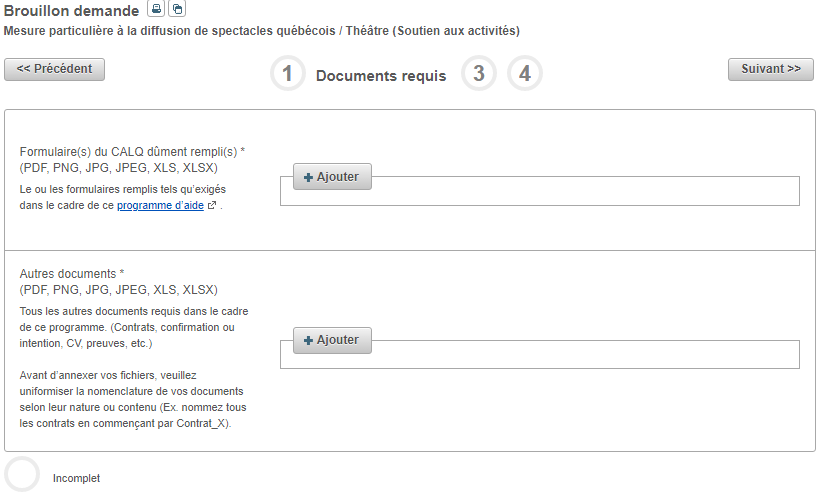 Brouillon demande
Mesure particulière à la diffusion de spectacles québécois / Théâtre (Soutien aux activités)
<< Précédent
1 Documents requis 3 4
Suivant >>
Formulaire(s) du CALQ dûment rempli(s) *
(PDF, PNG, JPG, JPEG, XLS, XLSX)
Le ou les formulaires remplis tels qu'exigés
dans le cadre de ce programme d'aide .
Ajouter
Autres documents *
(PDF, PNG, JPG, JPEG, XLS, XLSX)
Tous les autres documents requis dans le cadre
de ce programme. (Contrats, confirmation ou
intention, CV, preuves, etc.)
Avant d'annexer vos fichiers, veuillez
uniformiser la nomenclature de vos documents
selon leur nature ou contenu (Ex. nommez tous
les contrats en commençant par Contrat_X).
Ajouter
Incomplet